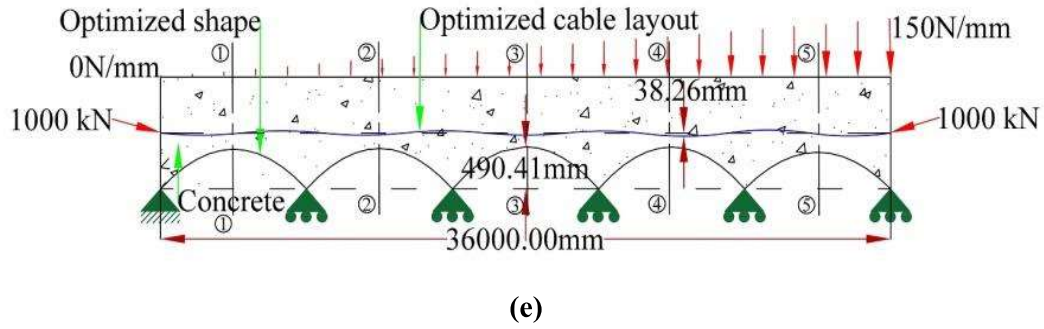 Optimized shape Optimized cable layout 150N/mm
① ② ③ ④ ⑤
0N/mm
38.26mm
1000 kN 1000 kN
490.41mm
Concrete
① ② ③ ④ ⑤
36000.00mm
(e)